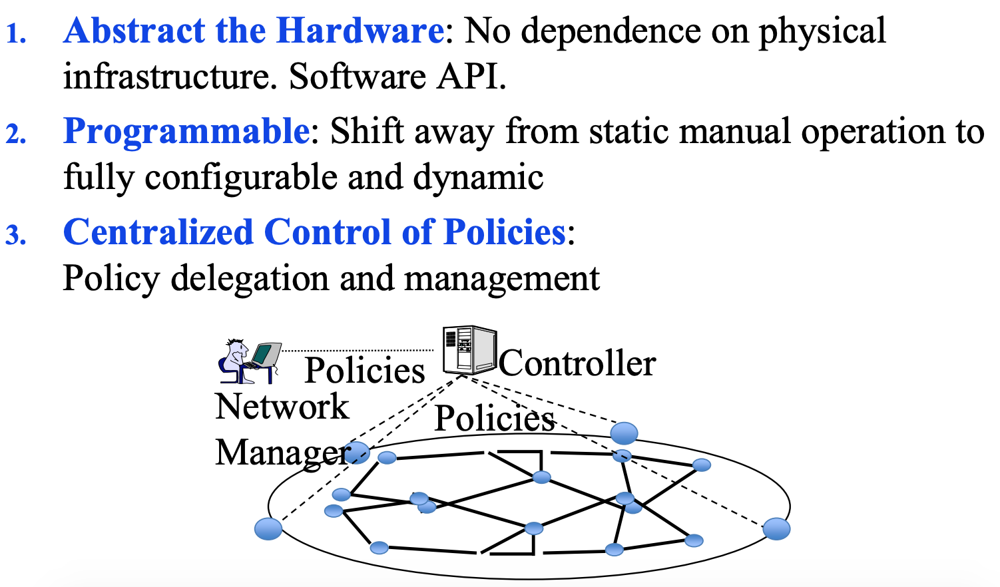 1. Abstract the Hardware: No dependence on physical
infrastructure. Software API.
2. Programmable: Shift away from static manual operation to
fully configurable and dynamic
3. Centralized Control of Policies:
Policy delegation and management
Policies
Controller
Network
Manager
Policies